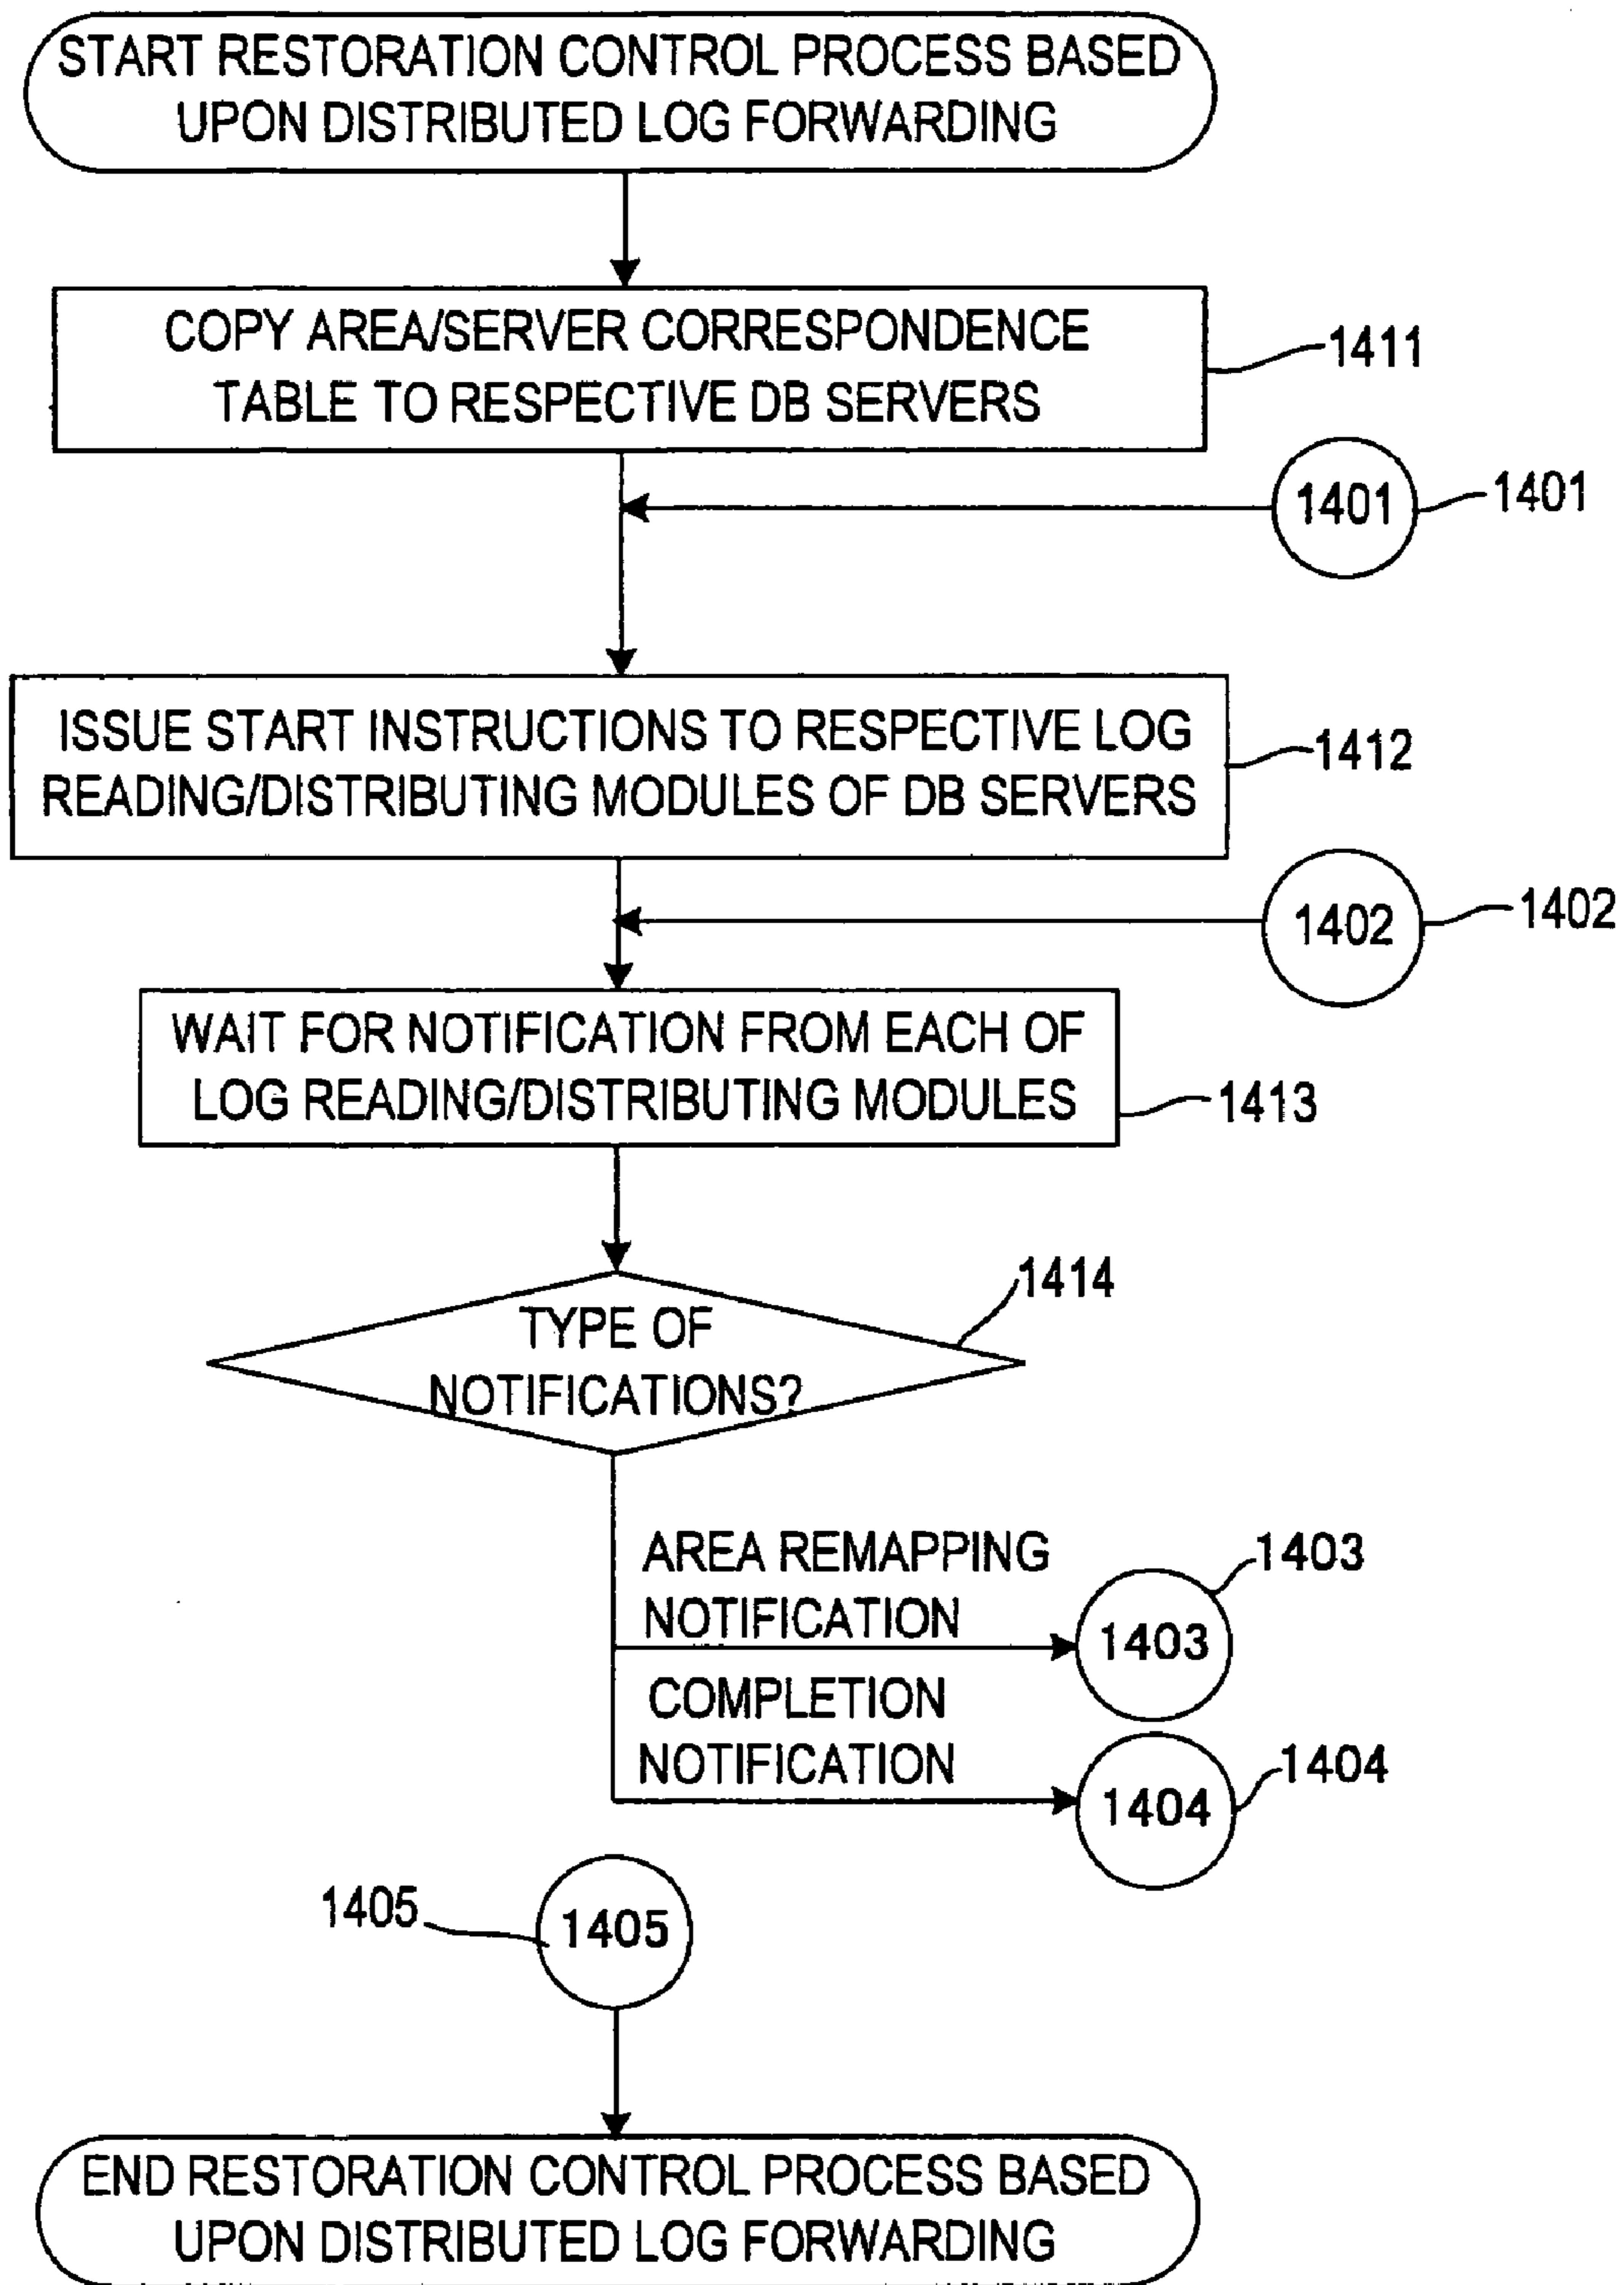 START RESTORATION CONTROL PROCESS BASED
UPON DISTRIBUTED LOG FORWARDING
COPY AREA/SERVER CORRESPONDENCE
TABLE TO RESPECTIVE DB SERVERS
1411
1401
1401
ISSUE START INSTRUCTIONS TO RESPECTIVE LOG
READING/DISTRIBUTING MODULES OF DB SERVERS
1412
1402
1402
WAIT FOR NOTIFICATION FROM EACH OF
LOG READING/DISTRIBUTING MODULES
1413
TYPE OF
NOTIFICATIONS?
1414
AREA REMAPPING
NOTIFICATION
1403
1403
COMPLETION
NOTIFICATION
1404
1404
1405
1405
END RESTORATION CONTROL PROCESS BASED
UPON DISTRIBUTED LOG FORWARDING